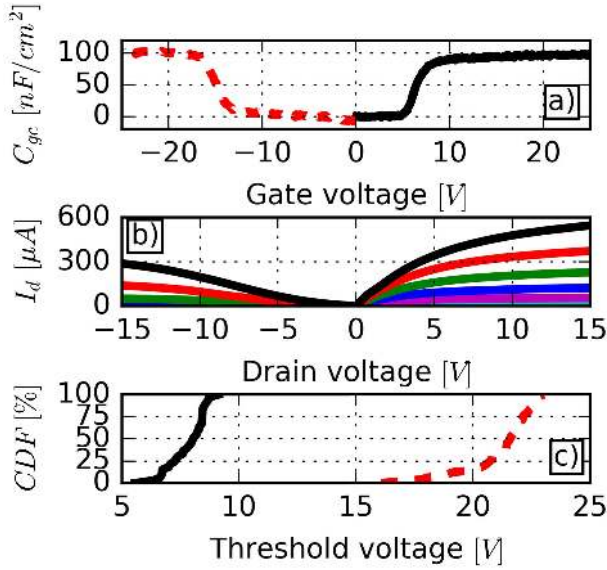 C_{gc} [nF/cm^2]
100
50
0
a)
−20 −10 0 10 20
Gate voltage [V]
I_d [μA]
600
300
0
b)
−15 −10 −5 0 5 10 15
Drain voltage [V]
CDF [%]
100
75
50
25
0
c)
5 10 15 20 25
Threshold voltage [V]